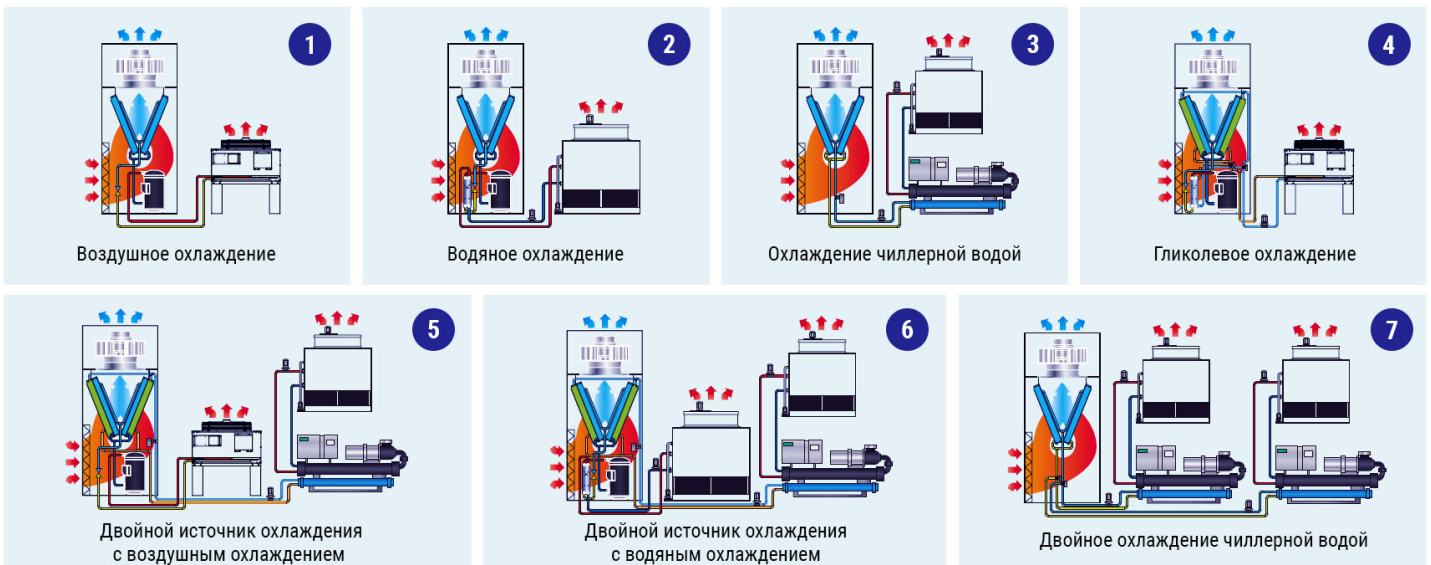 1
Воздушное охлаждение
2
Водяное охлаждение
3
Охлаждение чиллерной водой
4
Гликолевое охлаждение
5
Двойной источник охлаждения
с воздушным охлаждением
6
Двойной источник охлаждения
с водяным охлаждением
7
Двойное охлаждение чиллерной водой